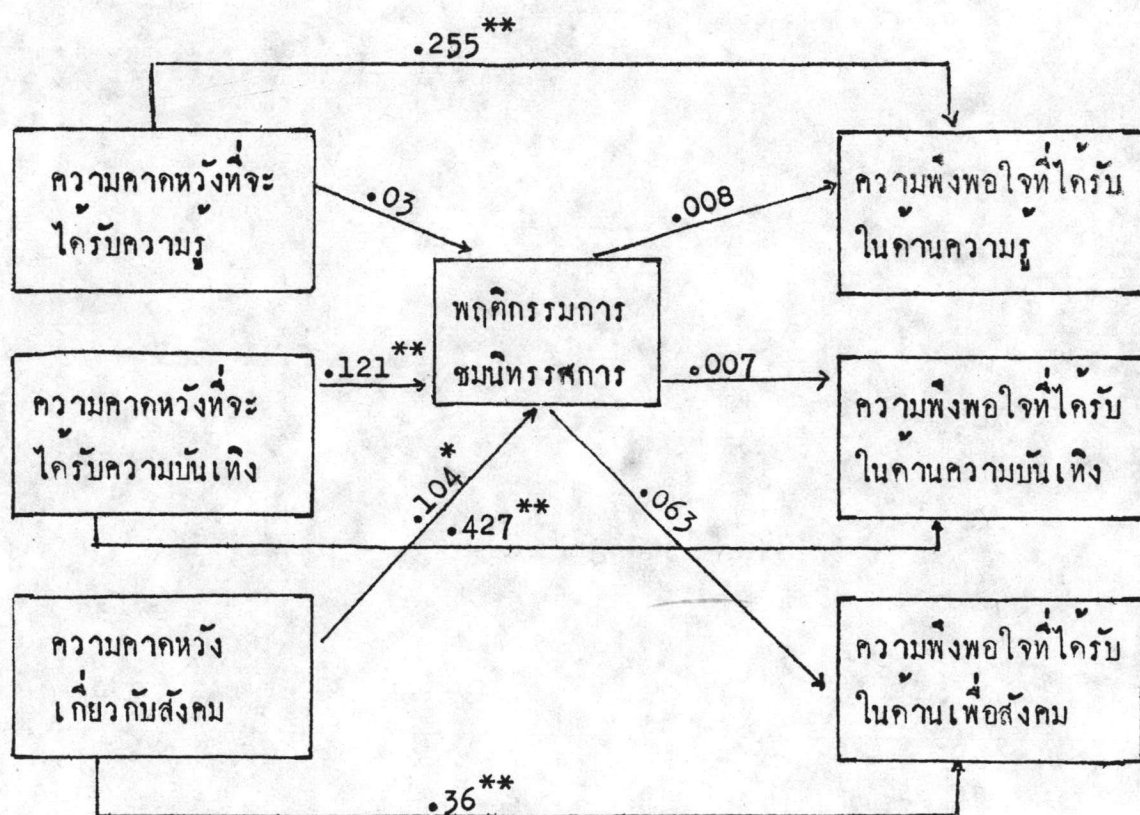 .255**
ความคาดหวังที่จะ
ได้รับความรู้
.03
.008
ความพึงพอใจที่ได้รับ
ในด้านความรู้
พฤติกรรมการ
ชมนิทรรศการ
ความคาดหวังที่จะ
ได้รับความบันเทิง
.121**
.007
ความพึงพอใจที่ได้รับ
ในด้านความบันเทิง
.104*
.427**
.063
ความคาดหวัง
เกี่ยวกับสังคม
ความพึงพอใจที่ได้รับ
ในด้านเพื่อสังคม
.36**